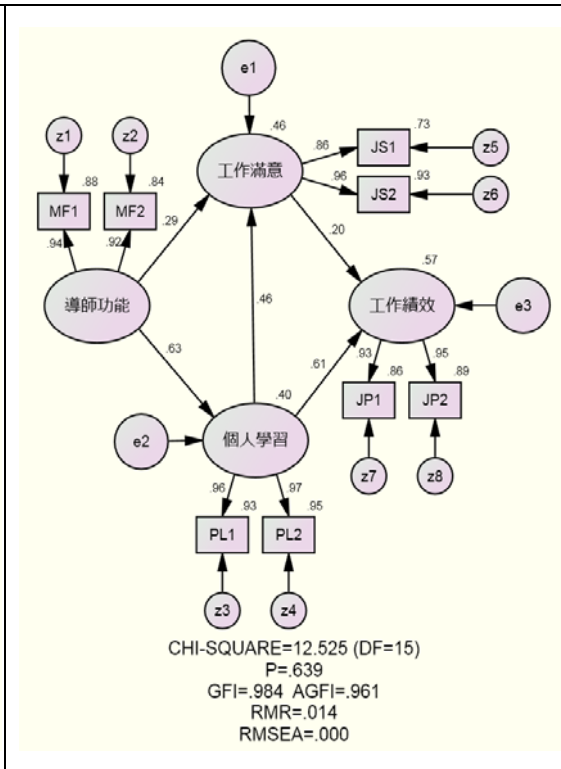 e1
.46
z1
z2
.86
JS1
.73
z5
工作滿意
.88
.84
.96
JS2
.93
z6
MF1
MF2
.29
.94
.92
.20
.57
.46
導師功能
工作績效
e3
.63
.61
.93
.95
.86
.89
.40
JP1
JP2
e2
個人學習
z7
z8
.96
.97
.93
.95
PL1
PL2
z3
z4
CHI-SQUARE=12.525 (DF=15)
P=.639
GFI=.984 AGFI=.961
RMR=.014
RMSEA=.000